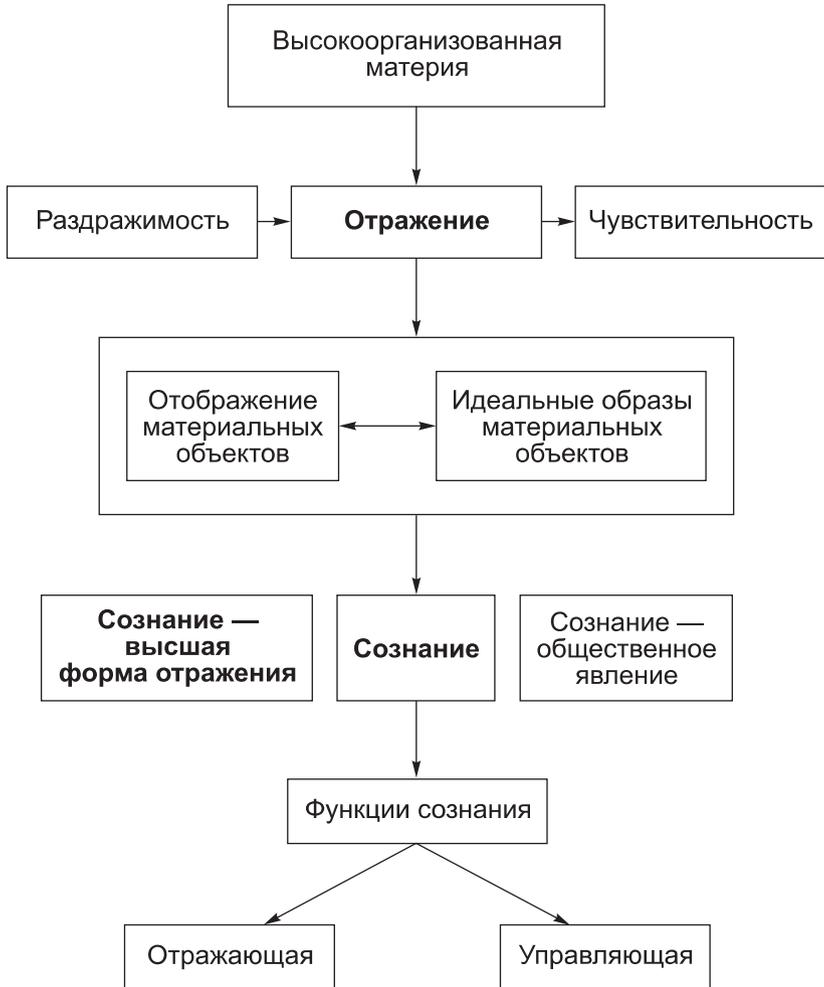 Высокоорганизованная
материя
Раздражимость
Отражение
Чувствительность
Отображение
материальных
объектов
Идеальные образы
материальных
объектов
Сознание —
высшая
форма отражения
Сознание
Сознание —
общественное
явление
Функции сознания
Отражающая
Управляющая